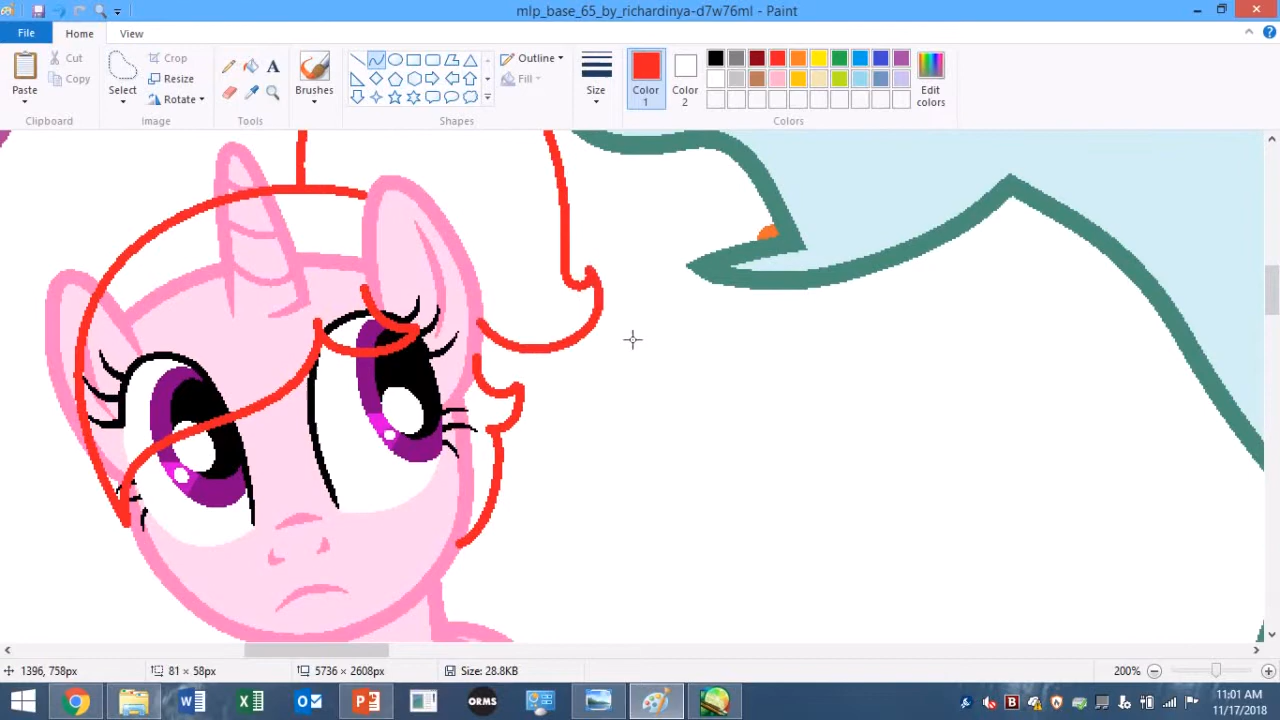 mlp_base_65_by_richardinya-d7w76ml - Paint
File Home View
Paste
Cut
Copy
Clipboard
Select
Crop
Resize
Rotate
Image
Tools
Brushes
Shapes
Outline
Fill
Size
Color 1
Color 2
Edit colors
Colors
1396, 758px
81 × 58px
5736 × 2608px
Size: 28.8KB
200%
ORMS
11:01 AM
11/17/2018